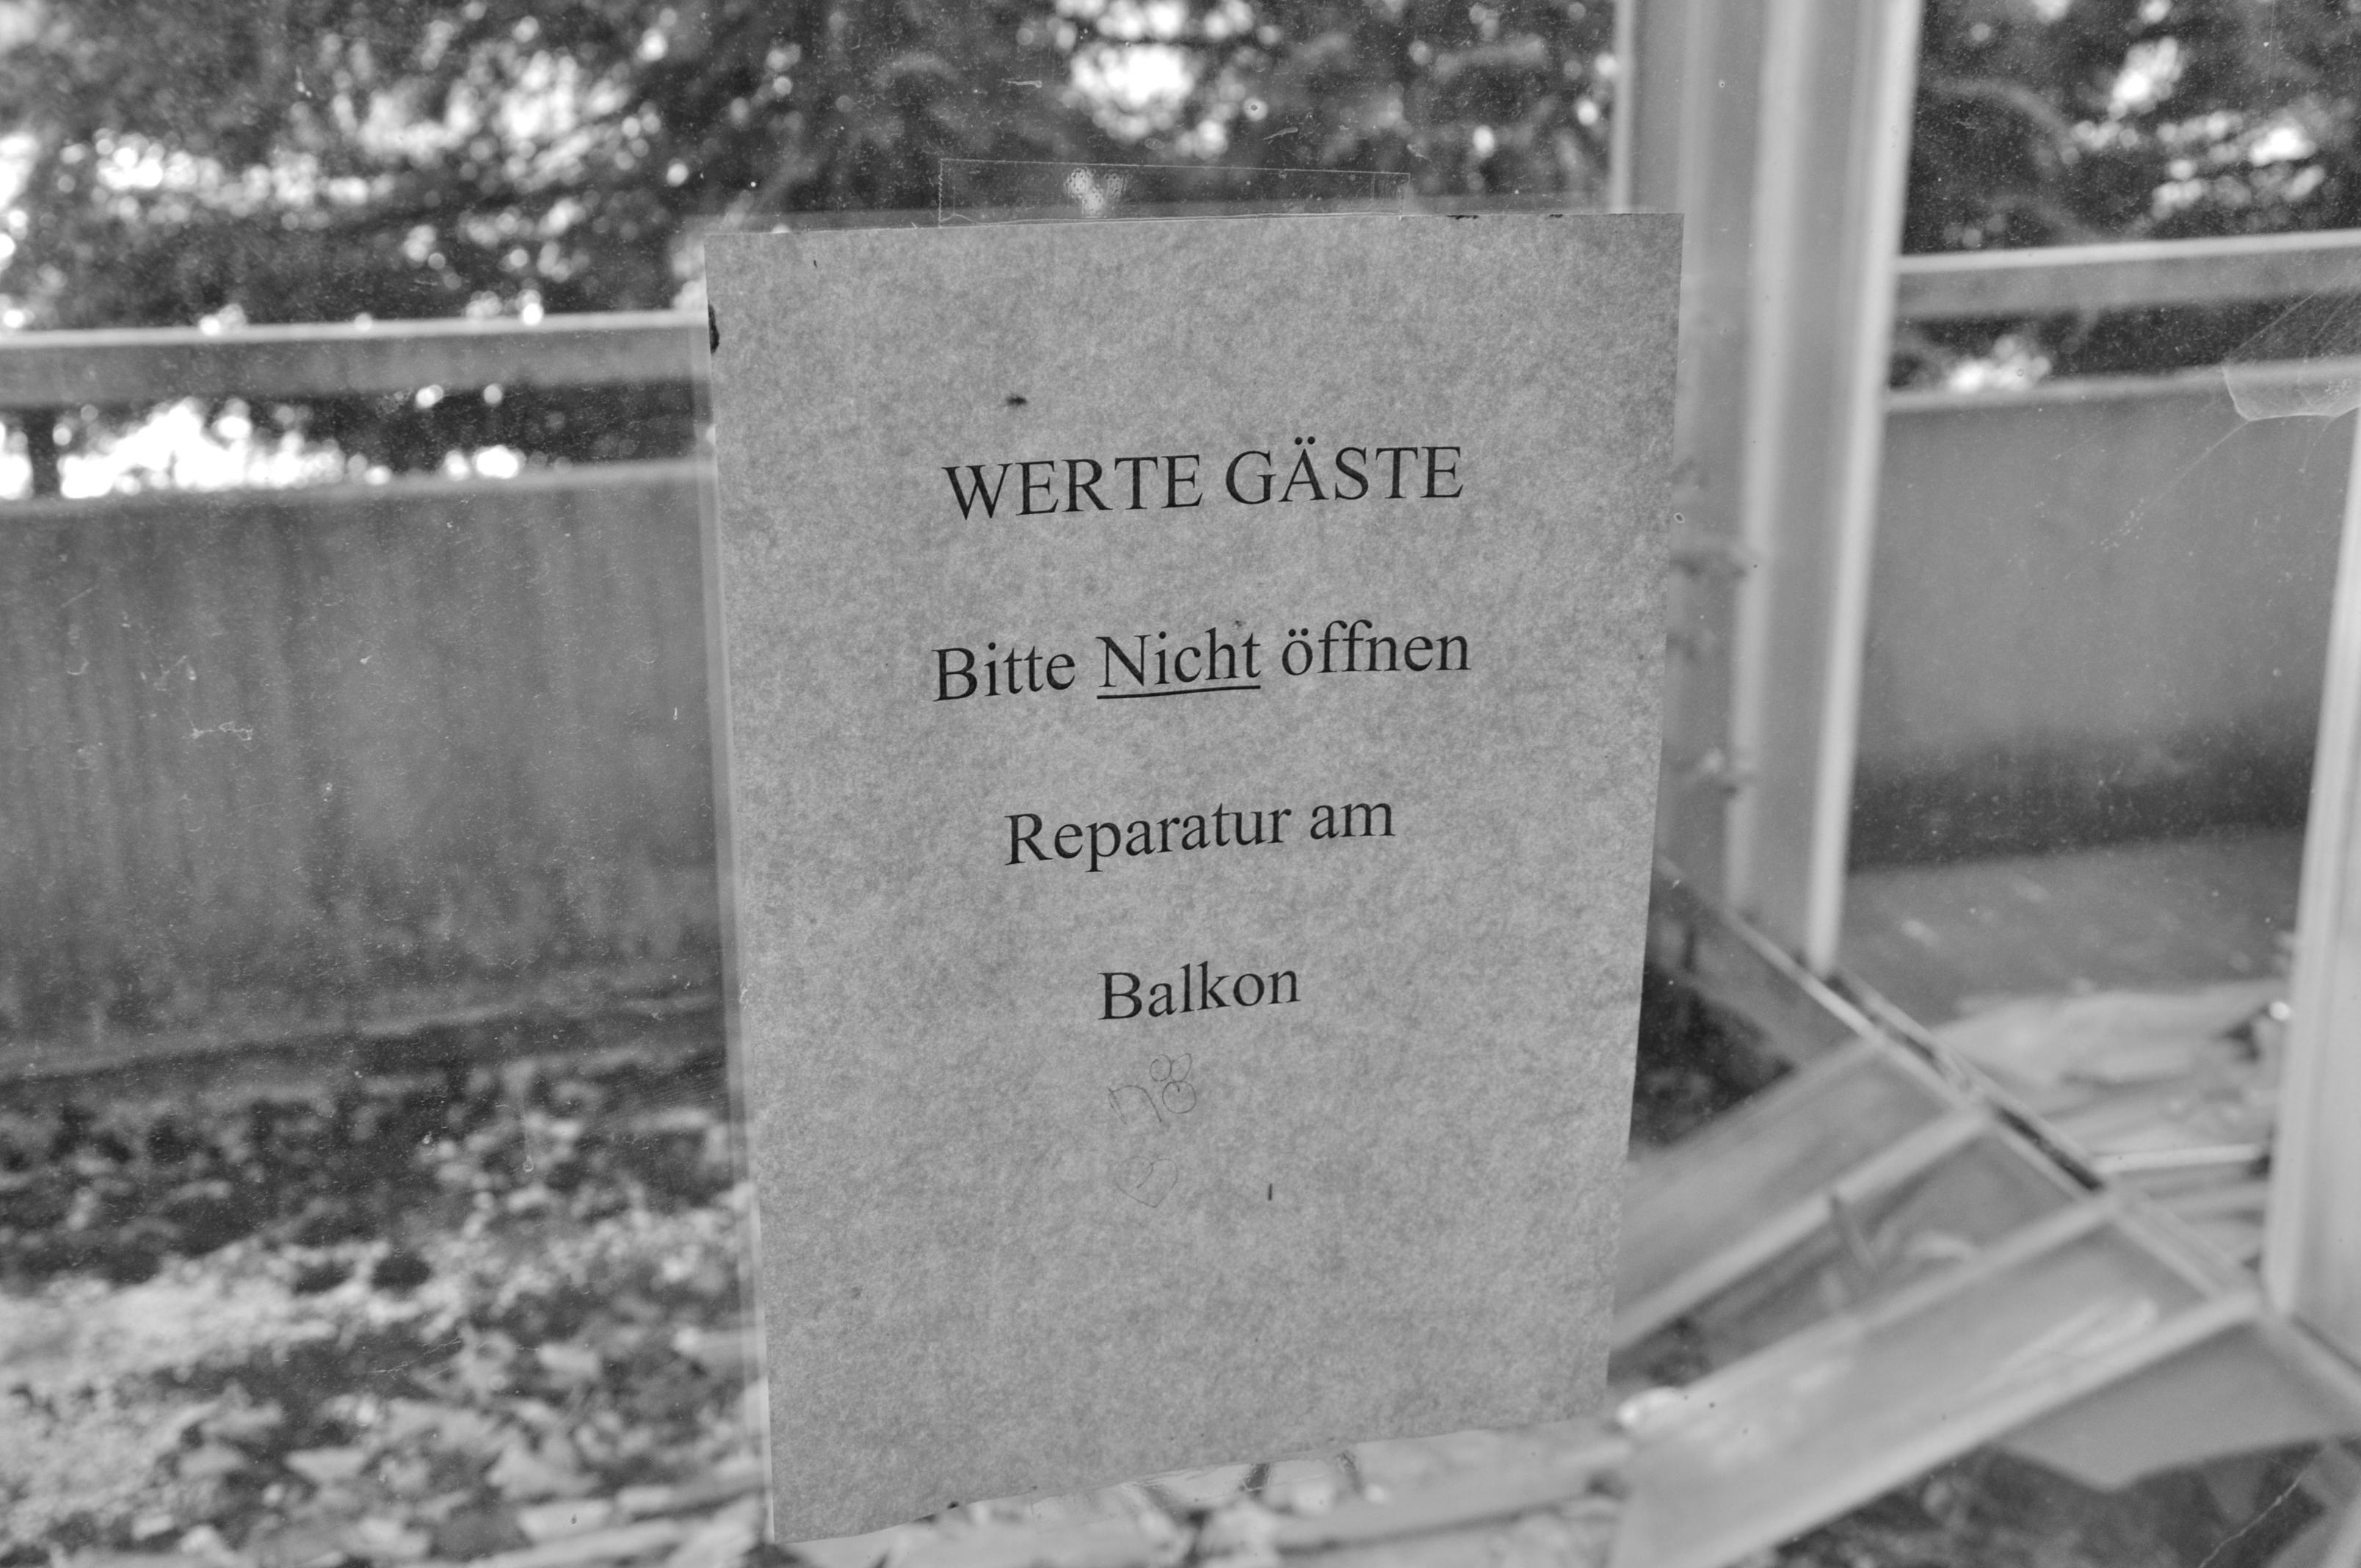 WERTE GÄSTE
Bitte Nicht öffnen
Reparatur am
Balkon